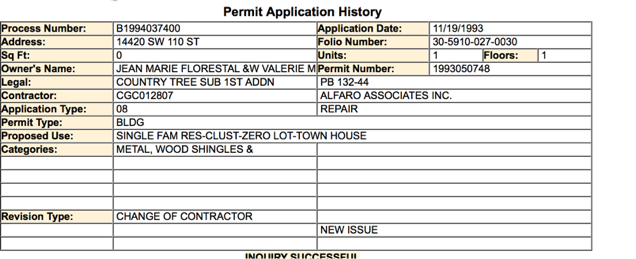 Permit Application History
Process Number: B1994037400 Application Date: 11/19/1993
Address: 14420 SW 110 ST Folio Number: 30-5910-027-0030
Sq Ft: 0 Units: 1 Floors: 1
Owner's Name: JEAN MARIE FLORESTAL &W VALERIE M Permit Number: 1993050748
Legal: COUNTRY TREE SUB 1ST ADDN PB 132-44
Contractor: CGC012807 ALFARO ASSOCIATES INC.
Application Type: 08 REPAIR
Permit Type: BLDG
Proposed Use: SINGLE FAM RES-CLUST-ZERO LOT-TOWN HOUSE
Categories: METAL, WOOD SHINGLES &
Revision Type: CHANGE OF CONTRACTOR
NEW ISSUE
INQUIRY SUCCESSFUL